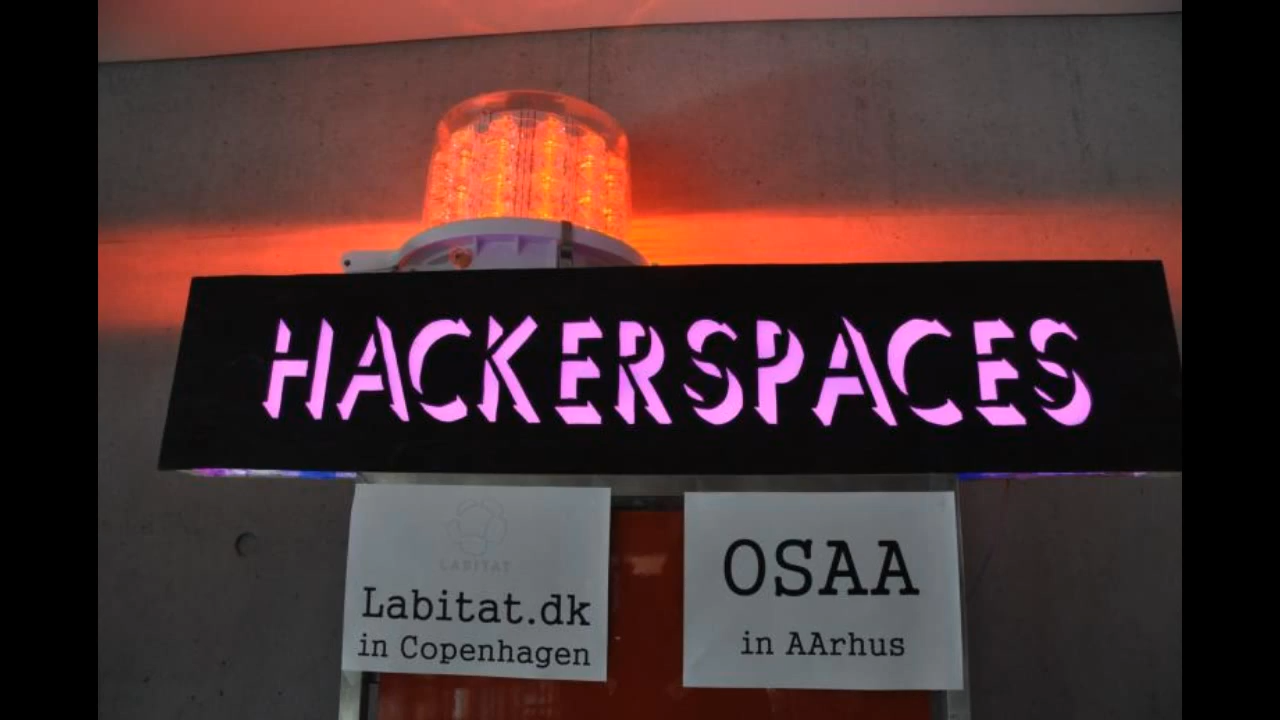 HACKERSPACES
LABITAT
Labitat.dk
in Copenhagen
OSAA
in AArhus